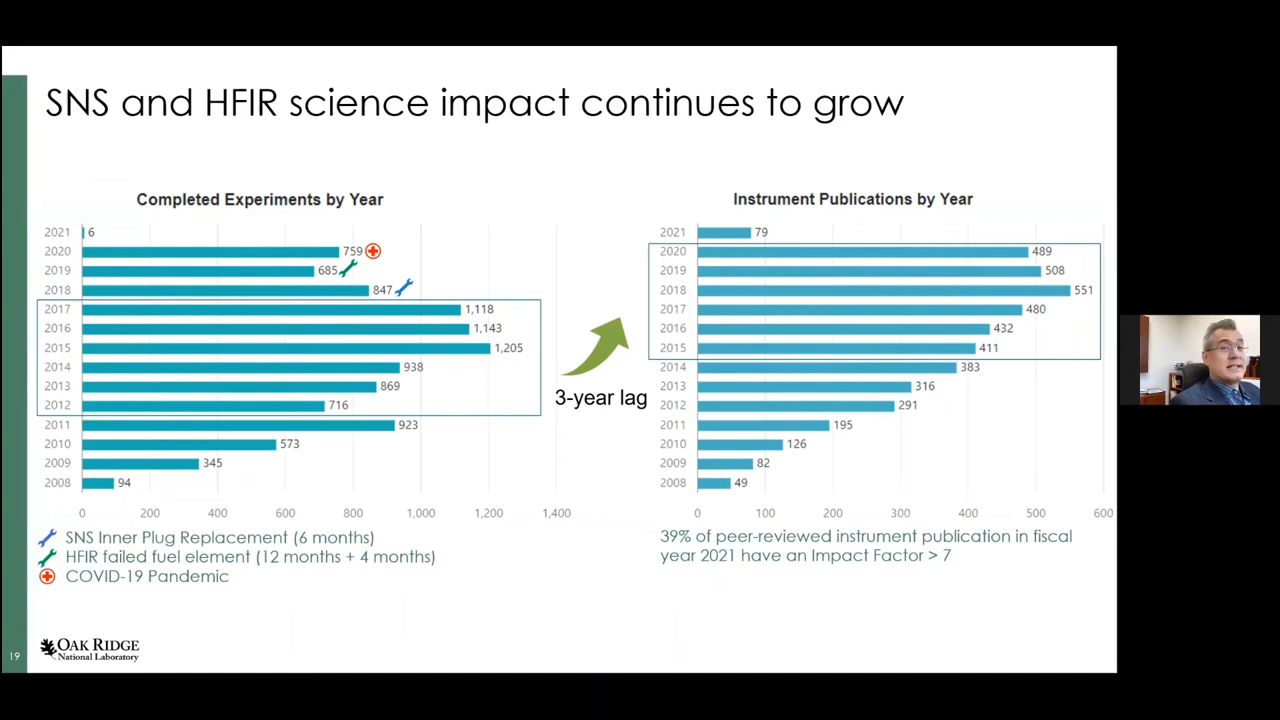 SNS and HFIR science impact continues to grow
Completed Experiments by Year
2021 6
2020 759
2019 685
2018 847
2017 1,118
2016 1,143
2015 1,205
2014 938
2013 869
2012 716
2011 923
2010 573
2009 345
2008 94
0 200 400 600 800 1,000 1,200 1,400
SNS Inner Plug Replacement (6 months)
HFIR failed fuel element (12 months + 4 months)
COVID-19 Pandemic
3-year lag
Instrument Publications by Year
2021 79
2020 489
2019 508
2018 551
2017 480
2016 432
2015 411
2014 383
2013 316
2012 291
2011 195
2010 126
2009 82
2008 49
0 100 200 300 400 500 600
39% of peer-reviewed instrument publication in fiscal
year 2021 have an Impact Factor > 7
19
OAK RIDGE
National Laboratory